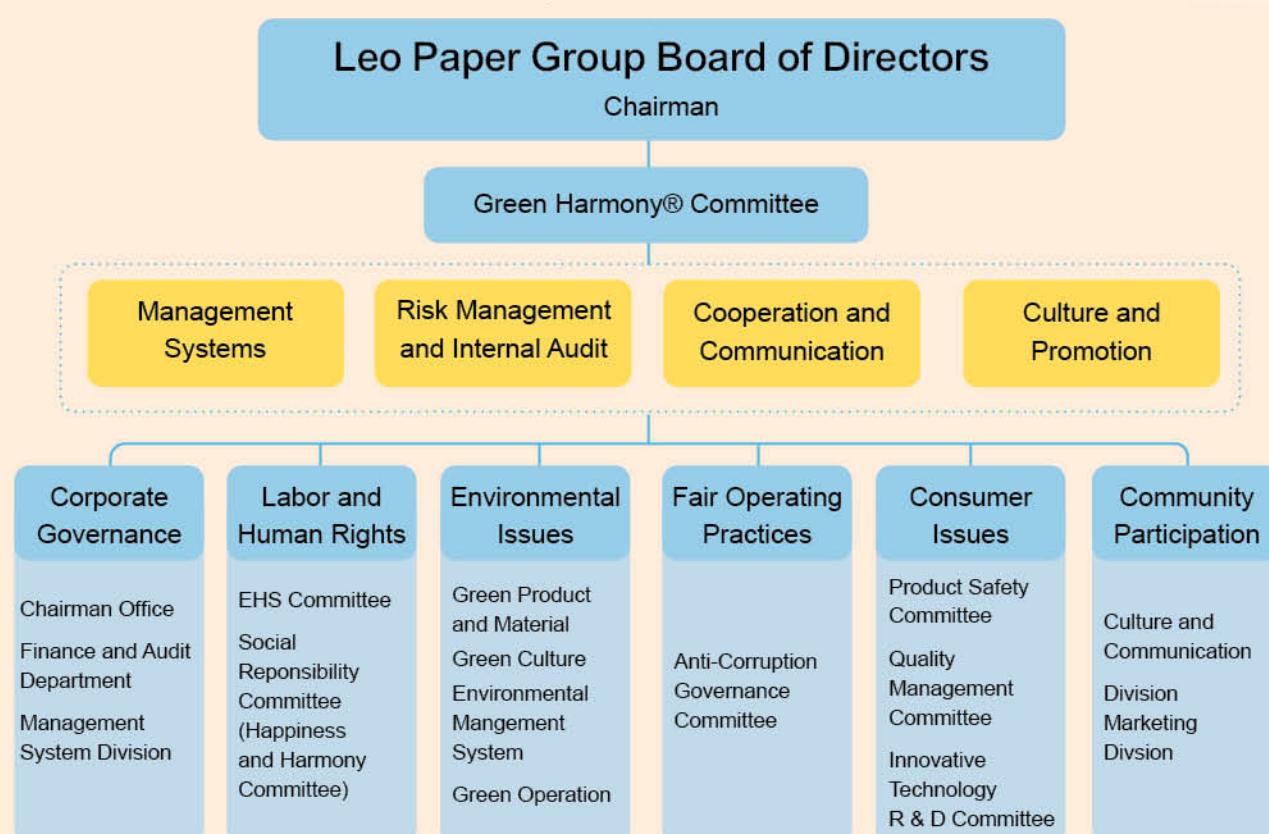 Leo Paper Group Board of Directors
Chairman
Green Harmony® Committee
Management
Systems
Risk Management
and Internal Audit
Cooperation and
Communication
Culture and
Promotion
Corporate
Governance
Chairman Office
Finance and Audit
Department
Management
System Division
Labor and
Human Rights
EHS Committee
Social
Reponsibility
Committee
(Happiness
and Harmony
Committee)
Environmental
Issues
Green Product
and Material
Green Culture
Environmental
Mangement
System
Green Operation
Fair Operating
Practices
Anti-Corruption
Governance
Committee
Consumer
Issues
Product Safety
Committee
Quality
Management
Committee
Innovative
Technology
R & D Committee
Community
Participation
Culture and
Communication
Division
Marketing
Divsion